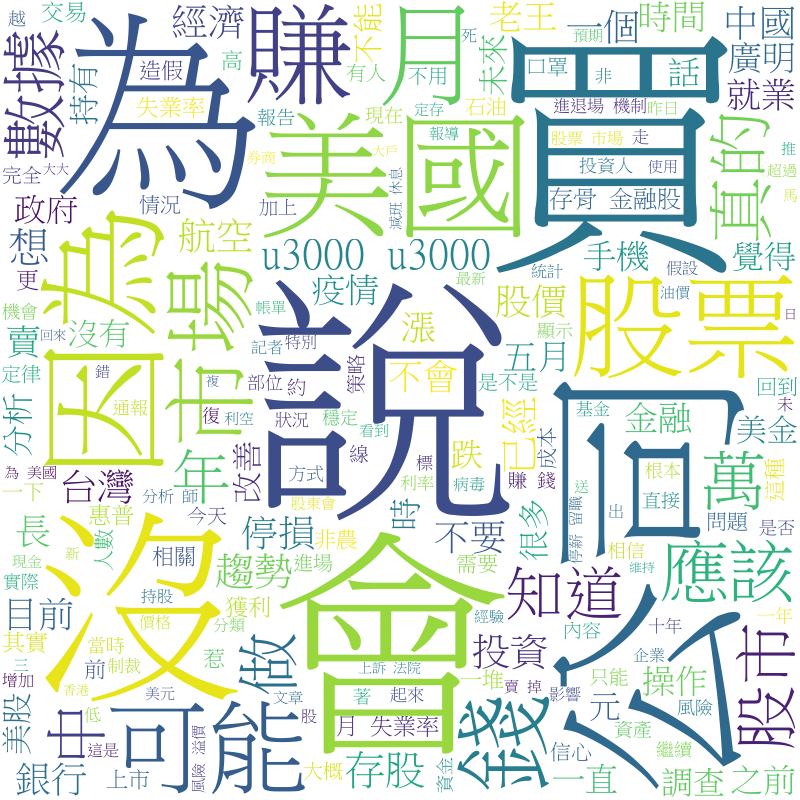 越
交易
經濟
賺
月
不能
老王
一個
時間
中國
廣明
就業
預期
死
未來
口罩
非
話
為
買
數據
持有
造假
高
有人
不用
失業率
報告
現在
定存
石油
進退場 機制
昨日
美國
報導
股票 市場
走
推
大戶
券商
投資人
使用
超過
真的
完全
大大
政府
情況
加上
減班 休息
存骨 金融股
馬
想
航空
因為
市場
u3000 u3000
手機
覺得
更
疫情
最新
統計
假設
油價
機會
沒有
賣
回來
帳單
股價
顯示
股票
日
漲
記者
特別
五月
定律
分析
錯
通報
複
復
利空
部位
約
策略
不會
是不是
回到
未
說
年
狀況
穩定
看到
已經
基金
金融
美金
為 美國
改善
方式
線
標
跌
成本
利率
病毒
賺 錢
送
根本
這種
一下
台灣
分析 師
股東會
直接
萬
長
惠普
今天
停損
時
不要
很多
停薪 留職
出
問題
是否
現金
新
人數
沒
會
回
公
實際
相關
趨勢
進場
非農
需要
知道
相信
維持
應該
目前
持股
獲利
做
經驗
投資
內容
十年
一年
其實
價格
分類
當時
三
制裁
前
惹
上訴 法院
一堆
賣 掉
影響
企業
只能
操作
股市
增加
香港
美元
文章
著
起來
元
風險
中
可能
錢
美股
低
這是
股
月 失業率
資產
信心
繼續
銀行
上市
風險 溢價
大概
存股
資金
一直
調查
之前